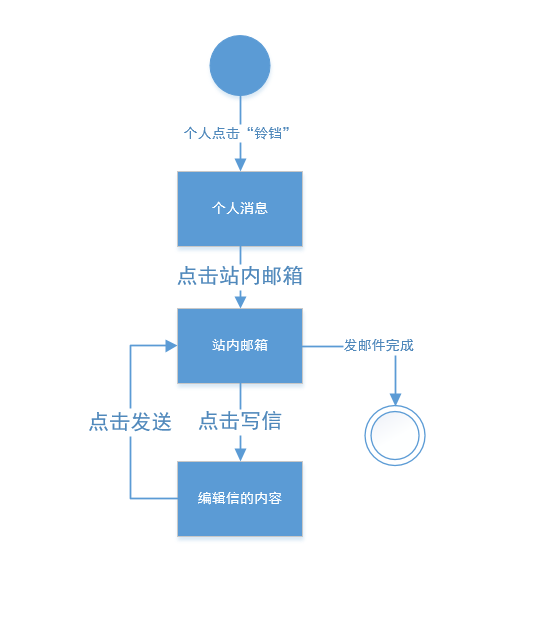 个人点击“铃铛”
个人消息
点击站内邮箱
站内邮箱
发邮件完成
点击发送
点击写信
编辑信的内容